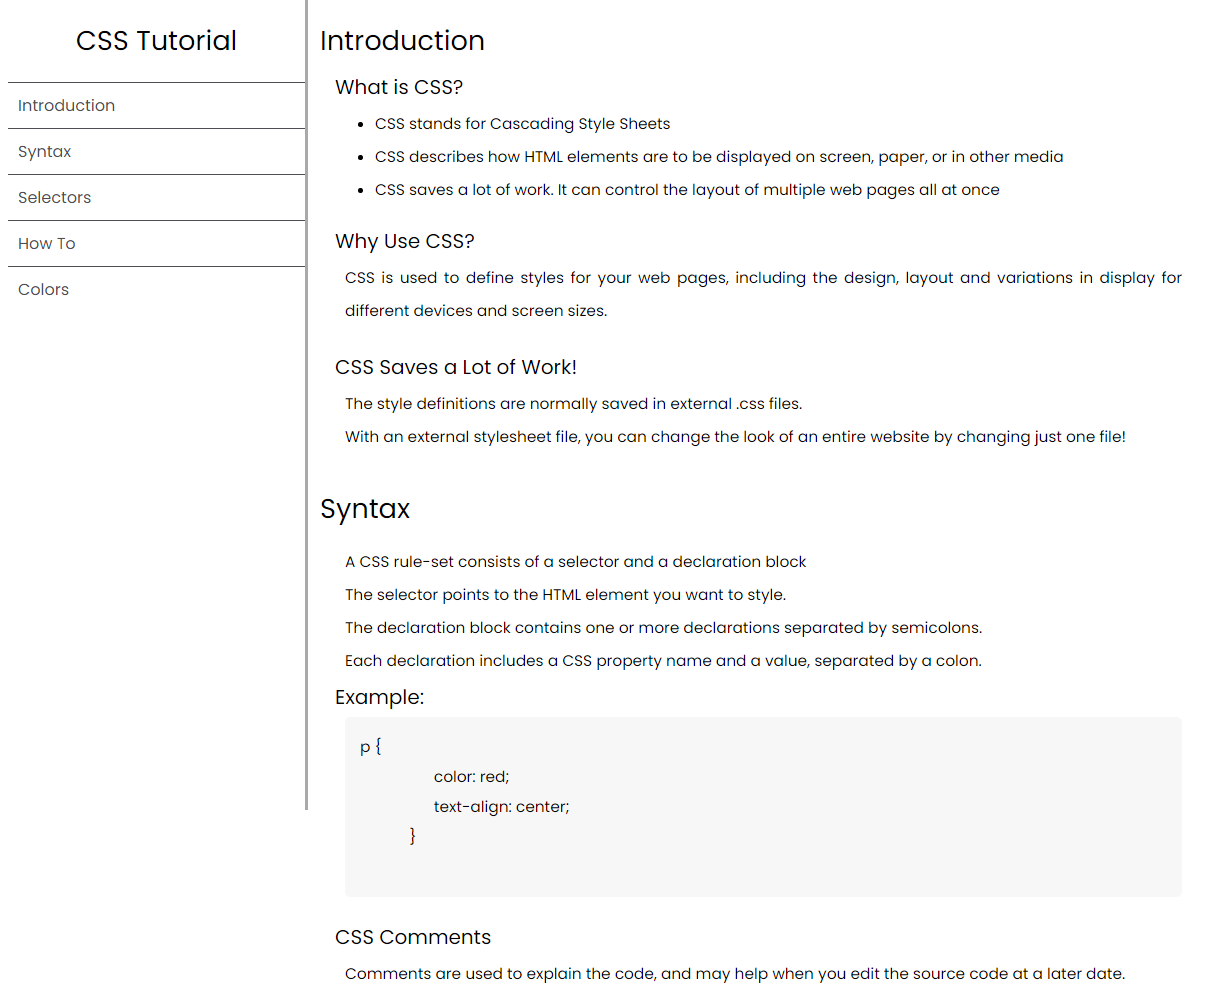 CSS Tutorial
Introduction
Syntax
Selectors
How To
Colors
Introduction
What is CSS?
• CSS stands for Cascading Style Sheets
• CSS describes how HTML elements are to be displayed on screen, paper, or in other media
• CSS saves a lot of work. It can control the layout of multiple web pages all at once
Why Use CSS?
CSS is used to define styles for your web pages, including the design, layout and variations in display for
different devices and screen sizes.
CSS Saves a Lot of Work!
The style definitions are normally saved in external .css files.
With an external stylesheet file, you can change the look of an entire website by changing just one file!
Syntax
A CSS rule-set consists of a selector and a declaration block
The selector points to the HTML element you want to style.
The declaration block contains one or more declarations separated by semicolons.
Each declaration includes a CSS property name and a value, separated by a colon.
Example:
p {
color: red;
text-align: center;
}
CSS Comments
Comments are used to explain the code, and may help when you edit the source code at a later date.